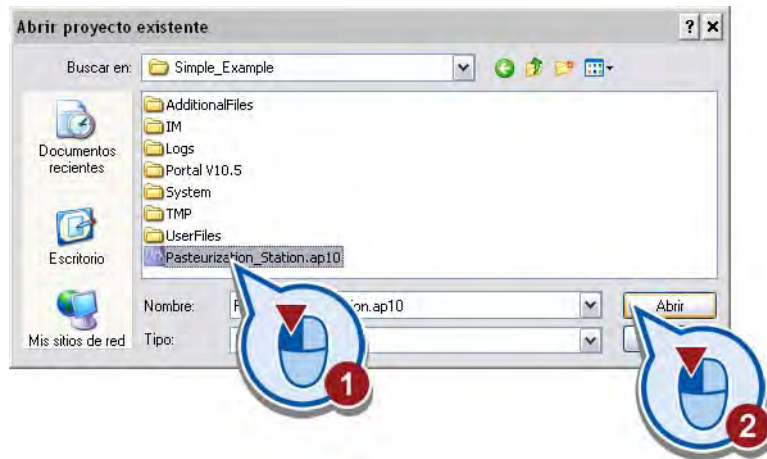 Abrir proyecto existente
Buscar en: Simple_Example
AdditionalFiles
IM
Logs
Portal V10.5
System
TMP
UserFiles
Pasteurization_Station.ap10
Documentos recientes
Escritorio
Mis sitios de red
Nombre: .ap10
Abrir
Tipo:
1
2